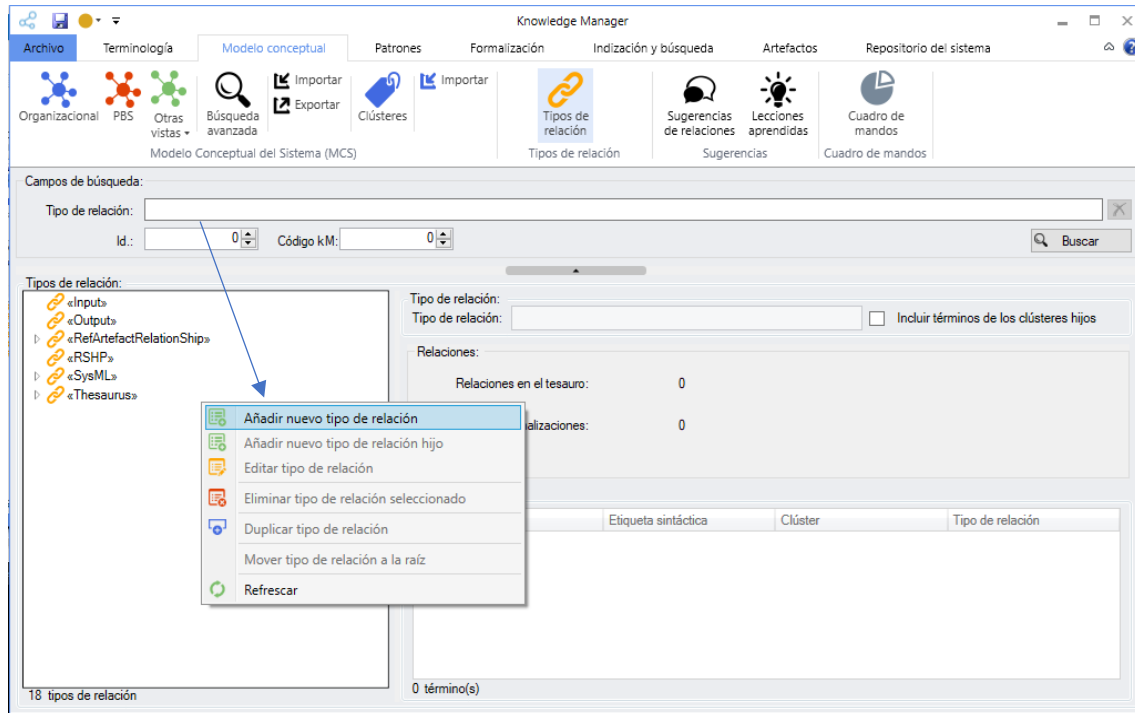 Knowledge Manager
Archivo Terminología Modelo conceptual Patrones Formalización Indización y búsqueda Artefactos Repositorio del sistema
Organizacional
PBS
Otras
vistas
Búsqueda
avanzada
Importar
Exportar
Clústeres
Importar
Tipos de
relación
Sugerencias
de relaciones
Lecciones
aprendidas
Cuadro de
mandos
Modelo Conceptual del Sistema (MCS) Tipos de relación Sugerencias Cuadro de mandos
Campos de búsqueda:
Tipo de relación:
Id.: 0 Código kM: 0 Buscar
Tipos de relación:
«Input»
«Output»
«RefArtefactRelationShip»
«RSHP»
«SysML»
«Thesaurus»
Tipo de relación:
Tipo de relación: Incluir términos de los clústeres hijos
Relaciones:
Relaciones en el tesauro: 0
alizaciones: 0
Añadir nuevo tipo de relación
Añadir nuevo tipo de relación hijo
Editar tipo de relación
Eliminar tipo de relación seleccionado
Duplicar tipo de relación
Mover tipo de relación a la raíz
Refrescar
Etiqueta sintáctica Clúster Tipo de relación
18 tipos de relación
0 término(s)